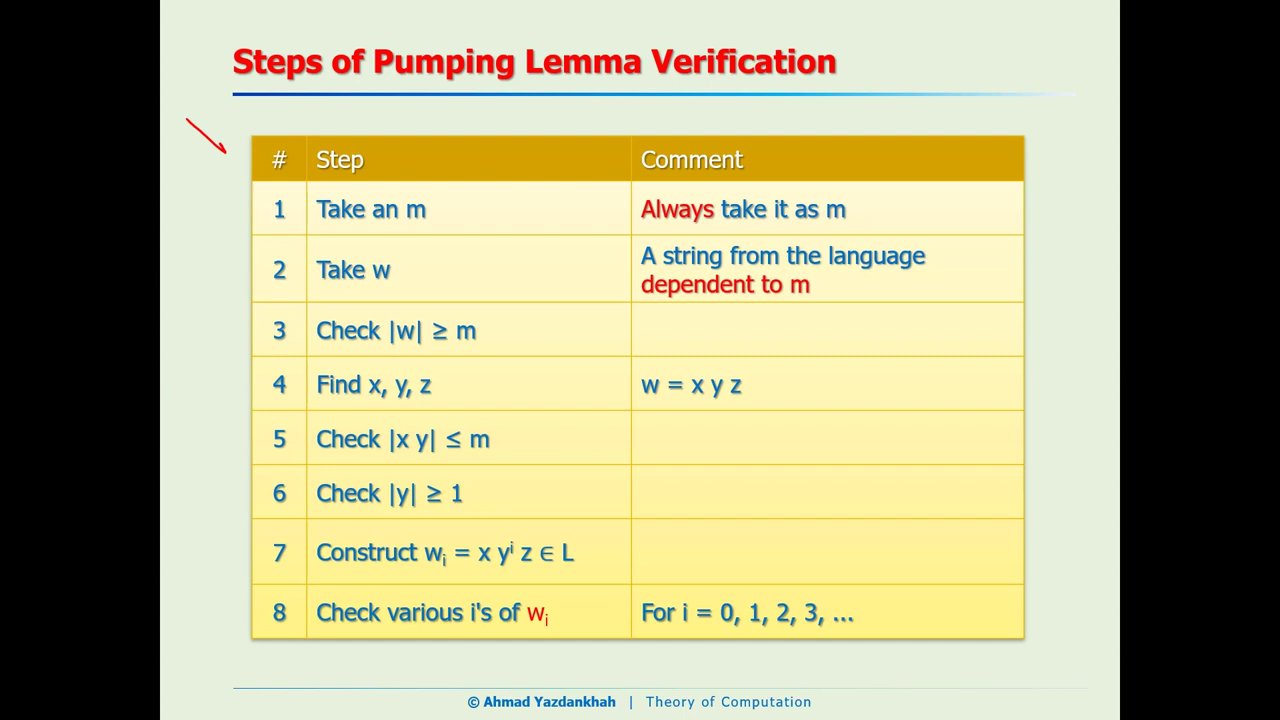 Steps of Pumping Lemma Verification
# Step Comment
1 Take an m Always take it as m
2 Take w A string from the language
dependent to m
3 Check |w| ≥ m
4 Find x, y, z w = x y z
5 Check |x y| ≤ m
6 Check |y| ≥ 1
7 Construct wᵢ = x yⁱ z ∈ L
8 Check various i's of wᵢ For i = 0, 1, 2, 3, ...
© Ahmad Yazdankhah | Theory of Computation